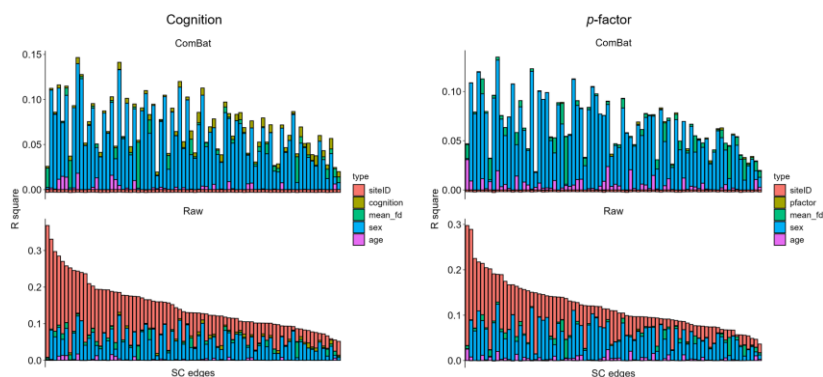 Cognition
ComBat
0.15
0.10
0.05
0.00
Raw
0.3
0.2
0.1
0.0
R square
SC edges
type
siteID
cognition
mean_fd
sex
age
p-factor
ComBat
0.10
0.05
0.00
Raw
0.3
0.2
0.1
0.0
R square
SC edges
type
siteID
pfactor
mean_fd
sex
age